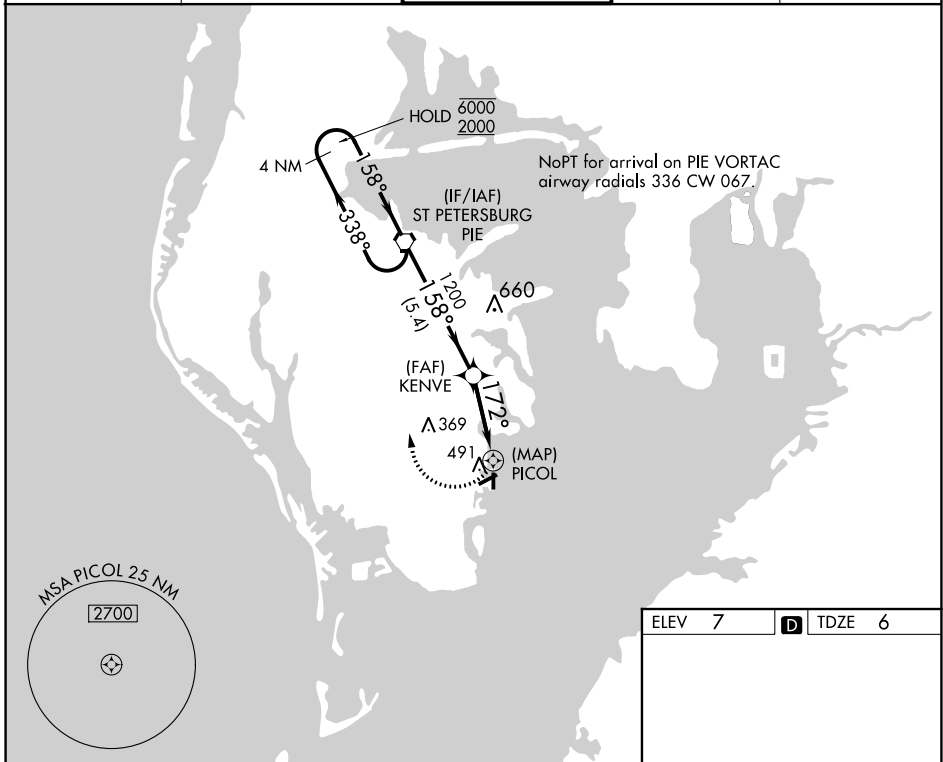 HOLD 6000
2000
4 NM
158°
338°
NoPT for arrival on PIE VORTAC
airway radials 336 CW 067.
(IF/IAF)
ST PETERSBURG
PIE
1200
158°
(5.4)
660
(FAF)
KENVE
172°
369
491
(MAP)
PICOL
MSA PICOL 25 NM
2700
ELEV 7 D TDZE 6